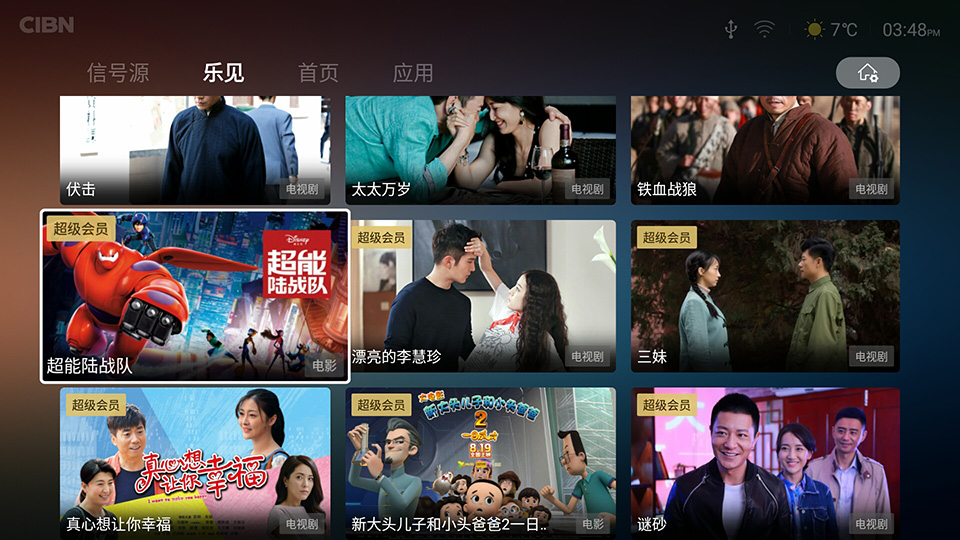 CIBN
7℃
03:48PM
信号源
乐见
首页
应用
伏击
电视剧
太太万岁
电视剧
铁血战狼
电视剧
超级会员
Disney
超能
陆战队
超能陆战队
电影
超级会员
漂亮的李慧珍
电视剧
超级会员
三妹
电视剧
超级会员
真心想
让你幸福
真心想让你幸福
电视剧
超级会员
大电影
新大头儿子和小头爸爸
2
8.19
新大头儿子和小头爸爸2一日..
电影
超级会员
谜砂
电视剧